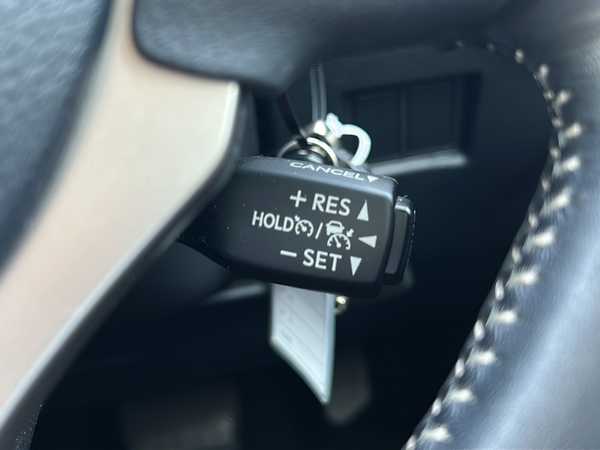 CANCEL▼
+ RES ▲
HOLD / ◀
− SET ▼